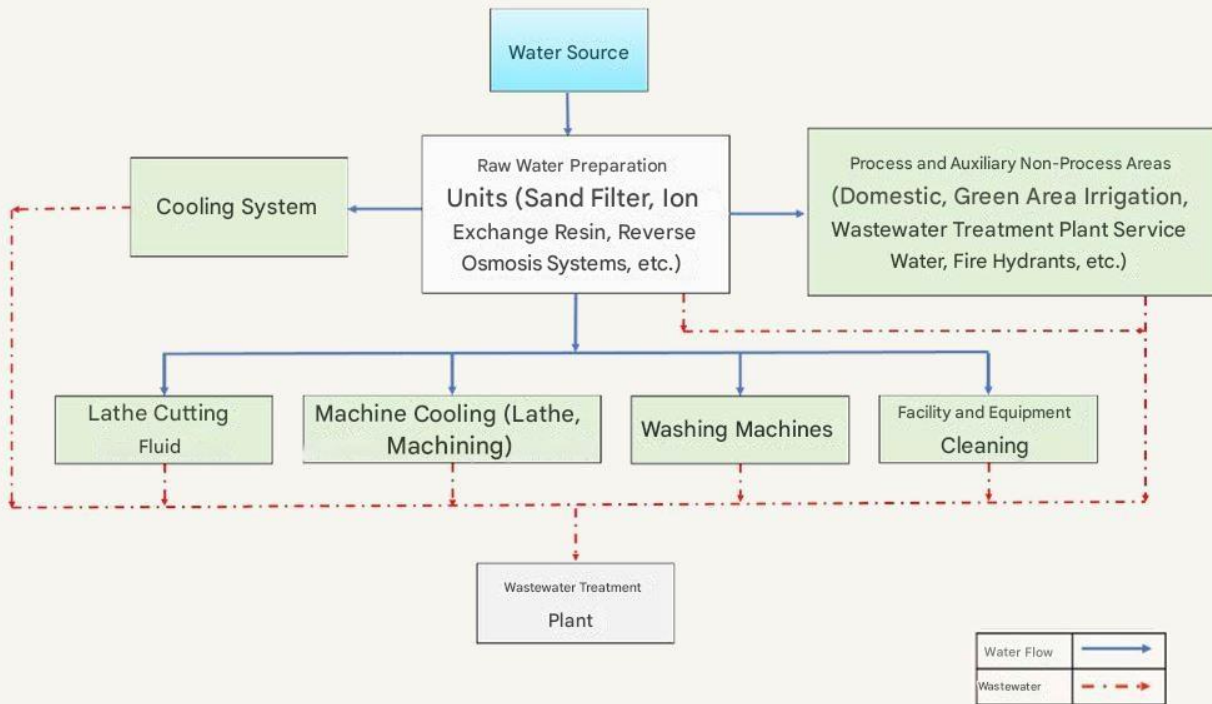 Water Source
Raw Water Preparation
Units (Sand Filter, Ion
Exchange Resin, Reverse
Osmosis Systems, etc.)
Cooling System
Process and Auxiliary Non-Process Areas
(Domestic, Green Area Irrigation,
Wastewater Treatment Plant Service
Water, Fire Hydrants, etc.)
Lathe Cutting
Fluid
Machine Cooling (Lathe,
Machining)
Washing Machines
Facility and Equipment
Cleaning
Wastewater Treatment
Plant
Water Flow
Wastewater